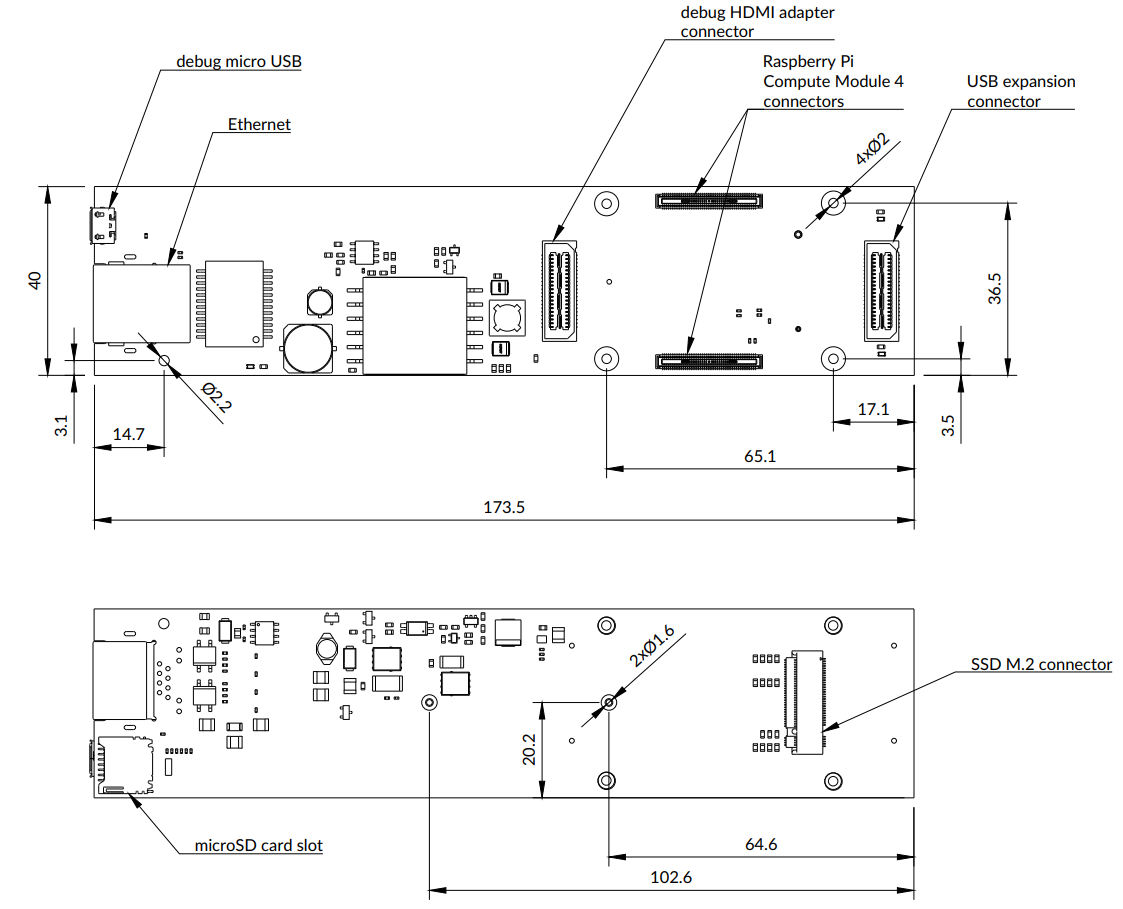 debug HDMI adapter
connector
debug micro USB
Raspberry Pi
Compute Module 4
connectors
USB expansion
connector
Ethernet
4xØ2
40
36.5
Ø2.2
3.1
14.7
17.1
3.5
65.1
173.5
2xØ1.6
SSD M.2 connector
20.2
microSD card slot
64.6
102.6